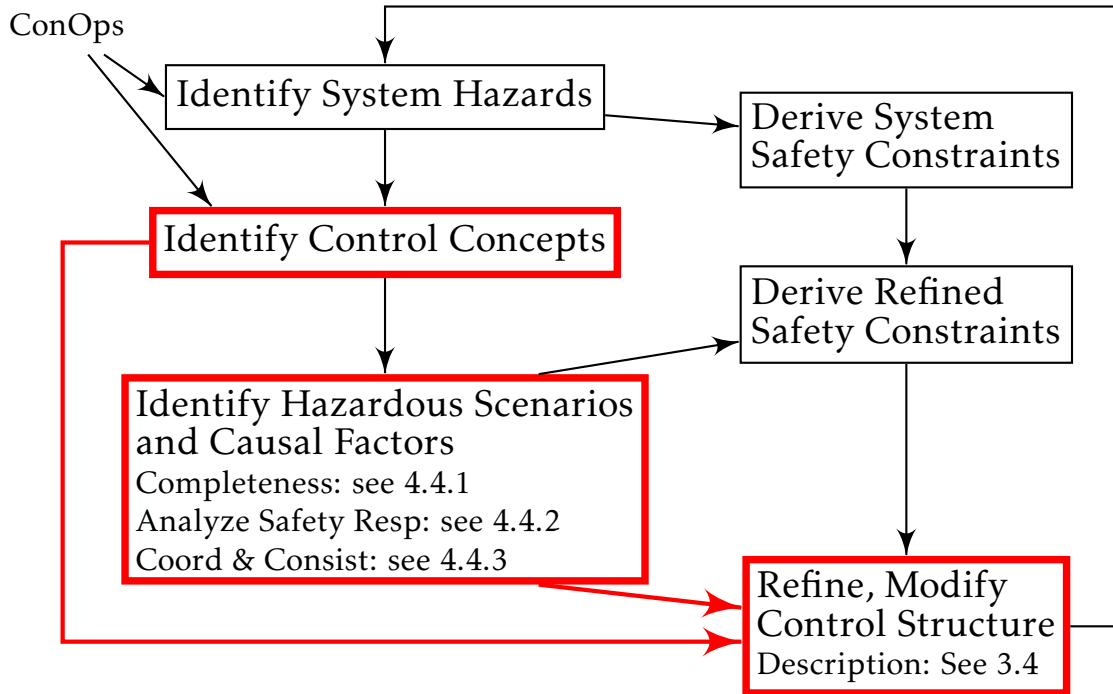 ConOps
Identify System Hazards
Derive System
Safety Constraints
Identify Control Concepts
Derive Refined
Safety Constraints
Identify Hazardous Scenarios
and Causal Factors
Completeness: see 4.4.1
Analyze Safety Resp: see 4.4.2
Coord & Consist: see 4.4.3
Refine, Modify
Control Structure
Description: See 3.4